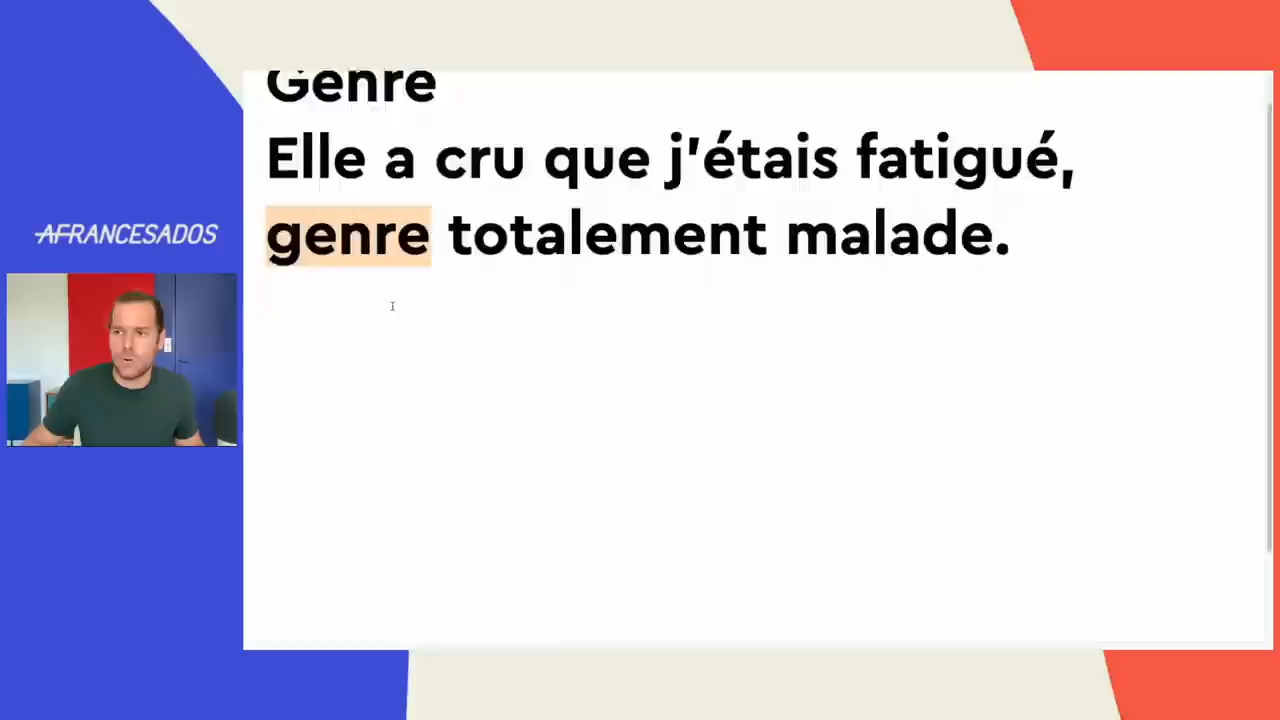 Genre
Elle a cru que j'étais fatigué,
genre totalement malade.
AFRANCESADOS